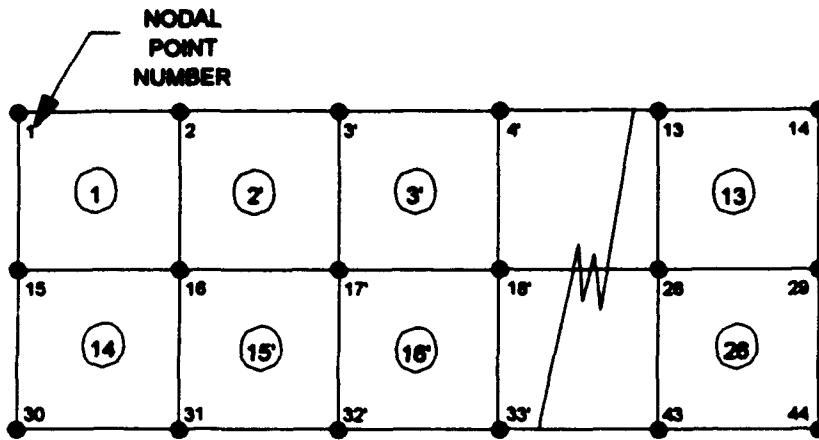 NODAL
POINT
NUMBER
1 2 3' 4' 13 14
1 2' 3' 13
15 16 17' 18' 28 29
14 15' 16' 26
30 31 32' 33' 43 44